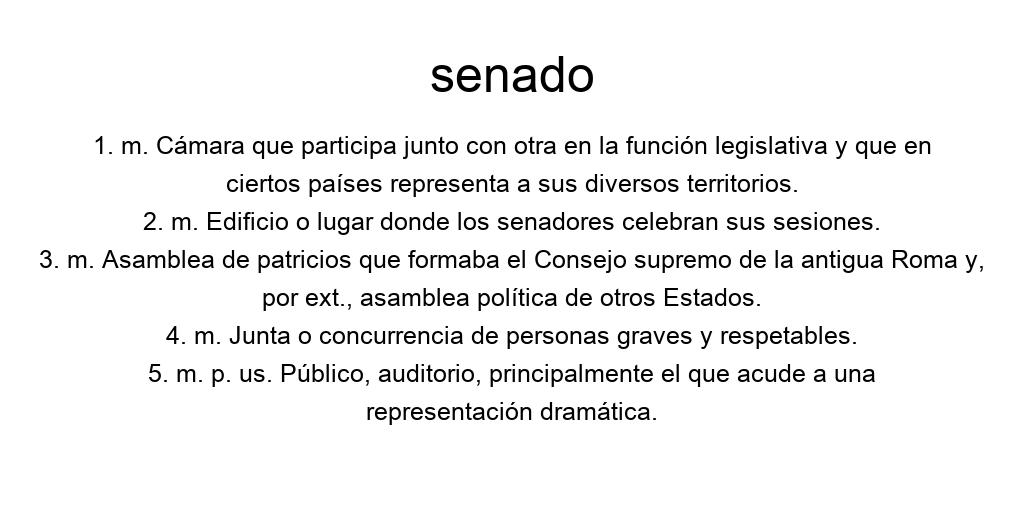 senado
1. m. Cámara que participa junto con otra en la función legislativa y que en
ciertos países representa a sus diversos territorios.
2. m. Edificio o lugar donde los senadores celebran sus sesiones.
3. m. Asamblea de patricios que formaba el Consejo supremo de la antigua Roma y,
por ext., asamblea política de otros Estados.
4. m. Junta o concurrencia de personas graves y respetables.
5. m. p. us. Público, auditorio, principalmente el que acude a una
representación dramática.